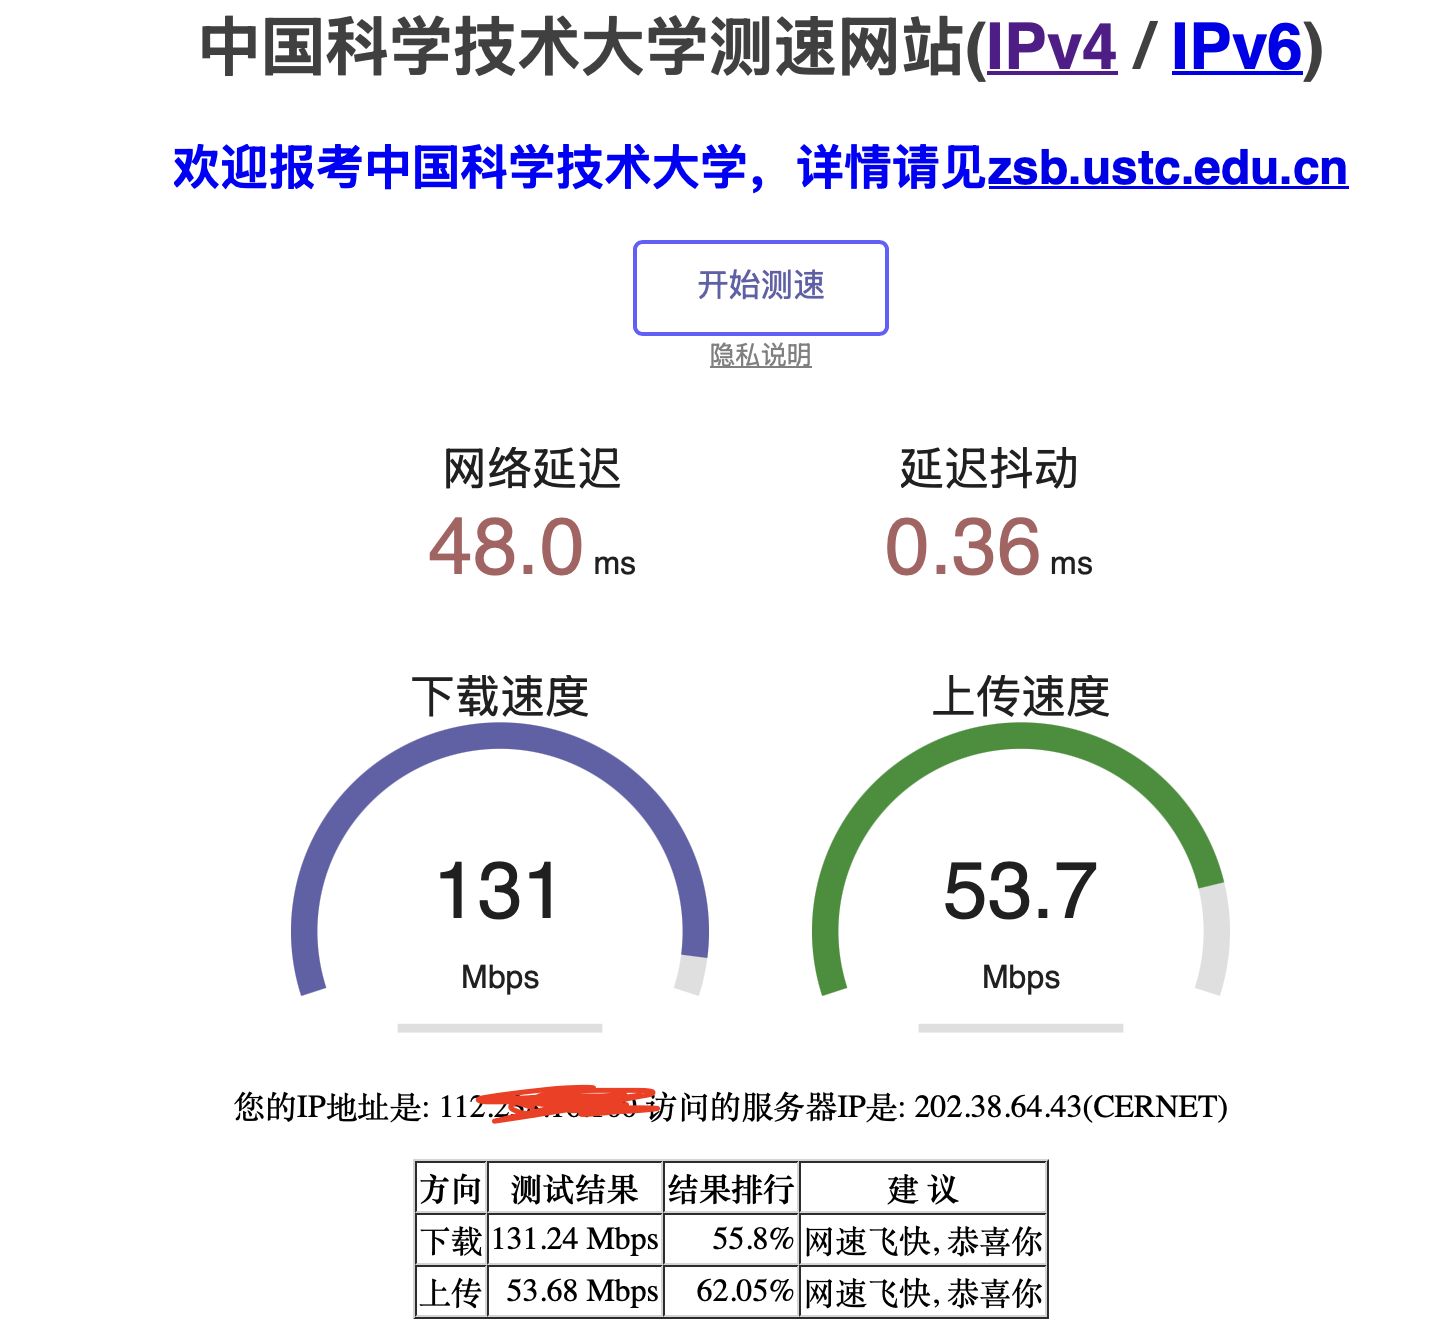 中国科学技术大学测速网站(IPv4 / IPv6)
欢迎报考中国科学技术大学，详情请见zsb.ustc.edu.cn
开始测速
隐私说明
网络延迟 延迟抖动
48.0 ms 0.36 ms
下载速度 上传速度
131 53.7
Mbps Mbps
您的IP地址是: 112. 访问的服务器IP是: 202.38.64.43(CERNET)
方向 测试结果 结果排行 建 议
下载 131.24 Mbps 55.8% 网速飞快, 恭喜你
上传 53.68 Mbps 62.05% 网速飞快, 恭喜你